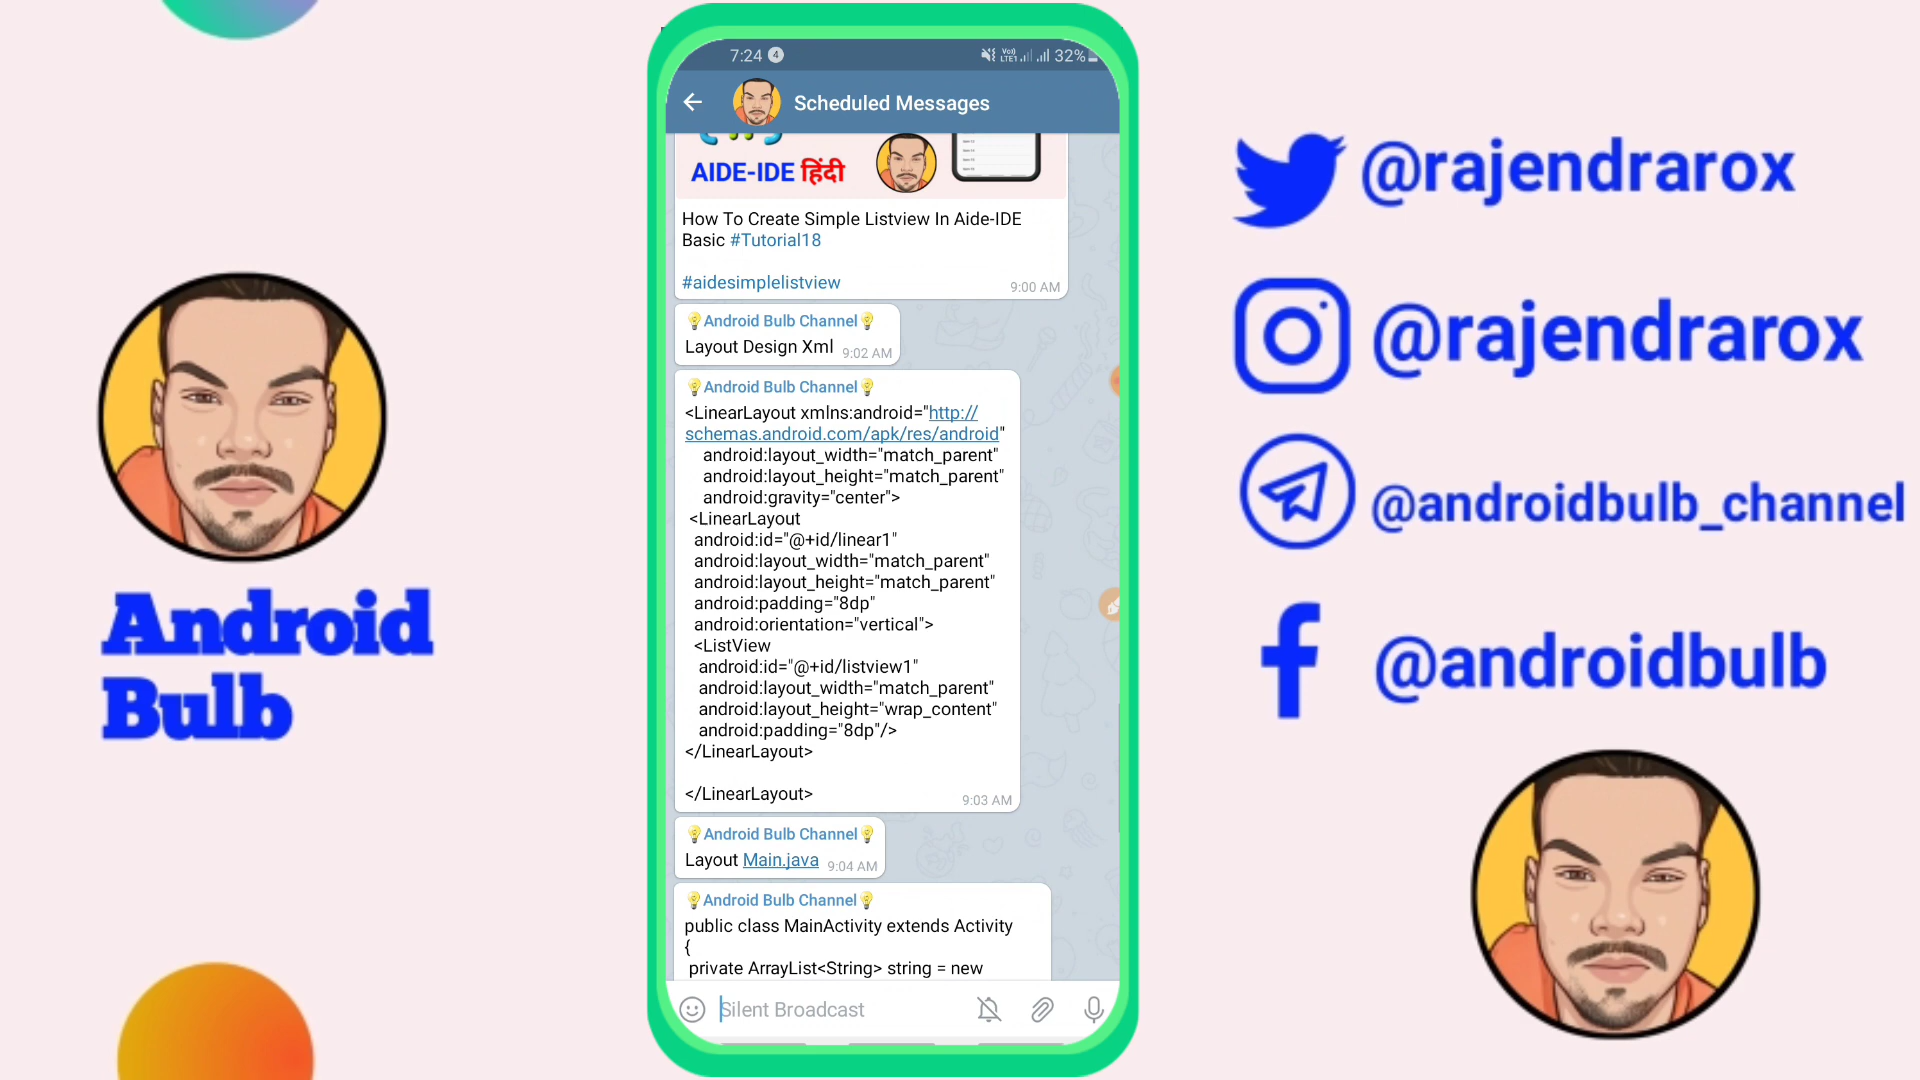 Android
Bulb
7:24 4
Vo))
LTE1 32%
Scheduled Messages
AIDE-IDE हिंदी
How To Create Simple Listview In Aide-IDE
Basic #Tutorial18
#aidesimplelistview
9:00 AM
💡Android Bulb Channel💡
Layout Design Xml 9:02 AM
💡Android Bulb Channel💡
<LinearLayout xmlns:android="http://
schemas.android.com/apk/res/android"
android:layout_width="match_parent"
android:layout_height="match_parent"
android:gravity="center">
<LinearLayout
android:id="@+id/linear1"
android:layout_width="match_parent"
android:layout_height="match_parent"
android:padding="8dp"
android:orientation="vertical">
<ListView
android:id="@+id/listview1"
android:layout_width="match_parent"
android:layout_height="wrap_content"
android:padding="8dp"/>
</LinearLayout>
</LinearLayout>
9:03 AM
💡Android Bulb Channel💡
Layout Main.java 9:04 AM
💡Android Bulb Channel💡
public class MainActivity extends Activity
{
private ArrayList<String> string = new
Silent Broadcast
@rajendrarox
@rajendrarox
@androidbulb_channel
@androidbulb